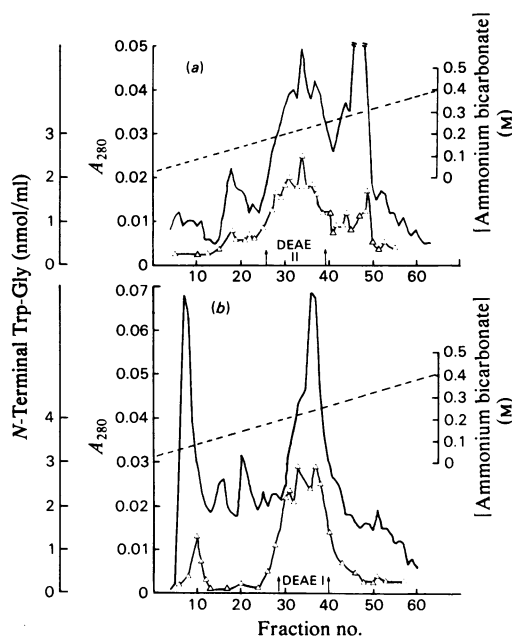 (a)
0.05
0.04
0.03
0.02
0.01
0
3
2
1
0
A280
0.5
0.4
0.3
0.2
0.1
0
|Ammonium bicarbonate|
(M)
DEAE
II
10 20 30 40 50 60
N-Terminal Trp-Gly (nmol/ml)
(b)
0.07
0.06
0.05
0.04
0.03
0.02
0.01
0
4
3
2
1
0
A280
0.5
0.4
0.3
0.2
0.1
0
|Ammonium bicarbonate|
(M)
DEAE I
10 20 30 40 50 60
Fraction no.